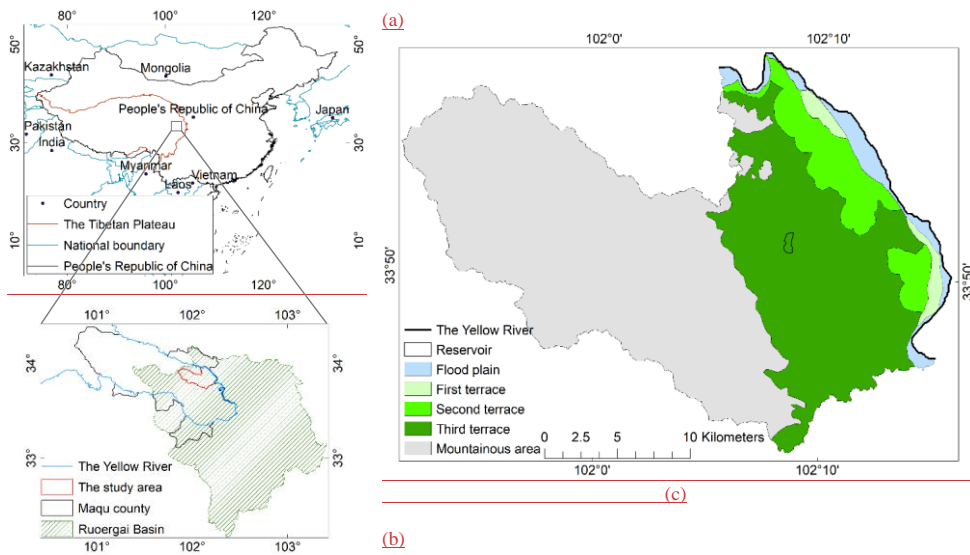 80° 100° 120°
50°
50°
Kazakhstan
Mongolia
People's Republic of China
Japan
Pakistan
India
30°
30°
Myanmar
Vietnam
Laos
Country
The Tibetan Plateau
National boundary
People's Republic of China
10°
10°
80° 100° 120°
(a)
101° 102° 103°
34°
34°
33°
33°
The Yellow River
The study area
Maqu county
Ruoergai Basin
101° 102° 103°
(b)
102°0' 102°10'
33°50'
33°50'
The Yellow River
Reservoir
Flood plain
First terrace
Second terrace
Third terrace
Mountainous area
0 2.5 5 10 Kilometers
102°0' 102°10'
(c)